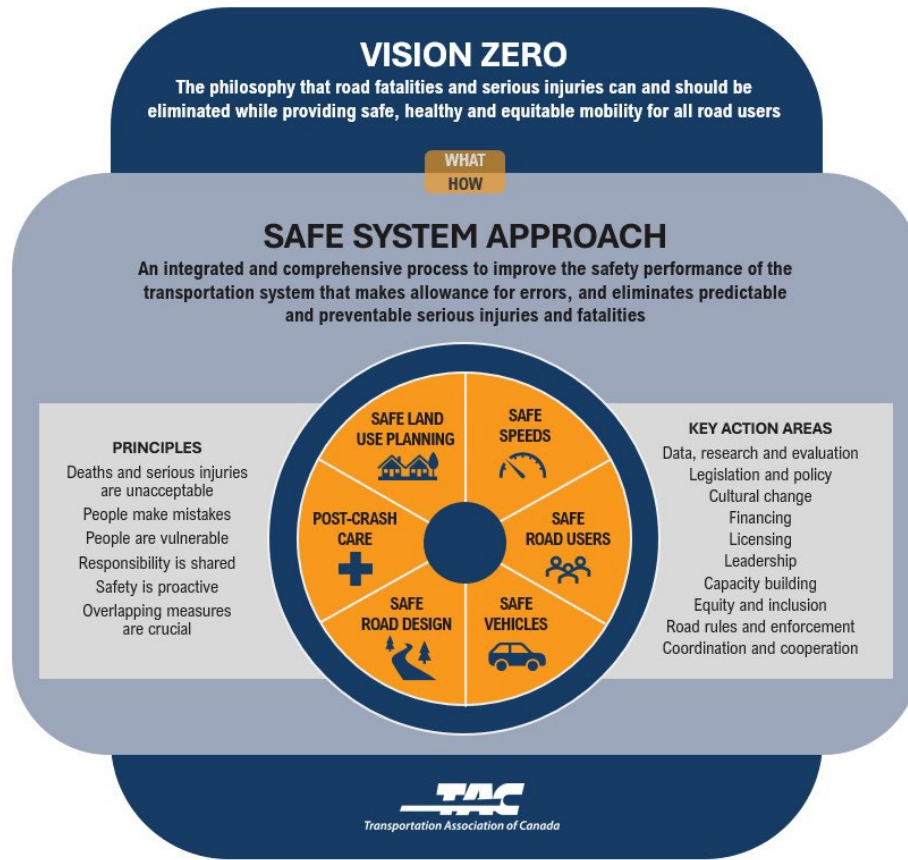 VISION ZERO
The philosophy that road fatalities and serious injuries can and should be
eliminated while providing safe, healthy and equitable mobility for all road users
WHAT
HOW
SAFE SYSTEM APPROACH
An integrated and comprehensive process to improve the safety performance of the
transportation system that makes allowance for errors, and eliminates predictable
and preventable serious injuries and fatalities
PRINCIPLES
Deaths and serious injuries
are unacceptable
People make mistakes
People are vulnerable
Responsibility is shared
Safety is proactive
Overlapping measures
are crucial
SAFE LAND
USE PLANNING
SAFE
SPEEDS
POST-CRASH
CARE
SAFE
ROAD USERS
SAFE
ROAD DESIGN
SAFE
VEHICLES
KEY ACTION AREAS
Data, research and evaluation
Legislation and policy
Cultural change
Financing
Licensing
Leadership
Capacity building
Equity and inclusion
Road rules and enforcement
Coordination and cooperation
TAC
Transportation Association of Canada